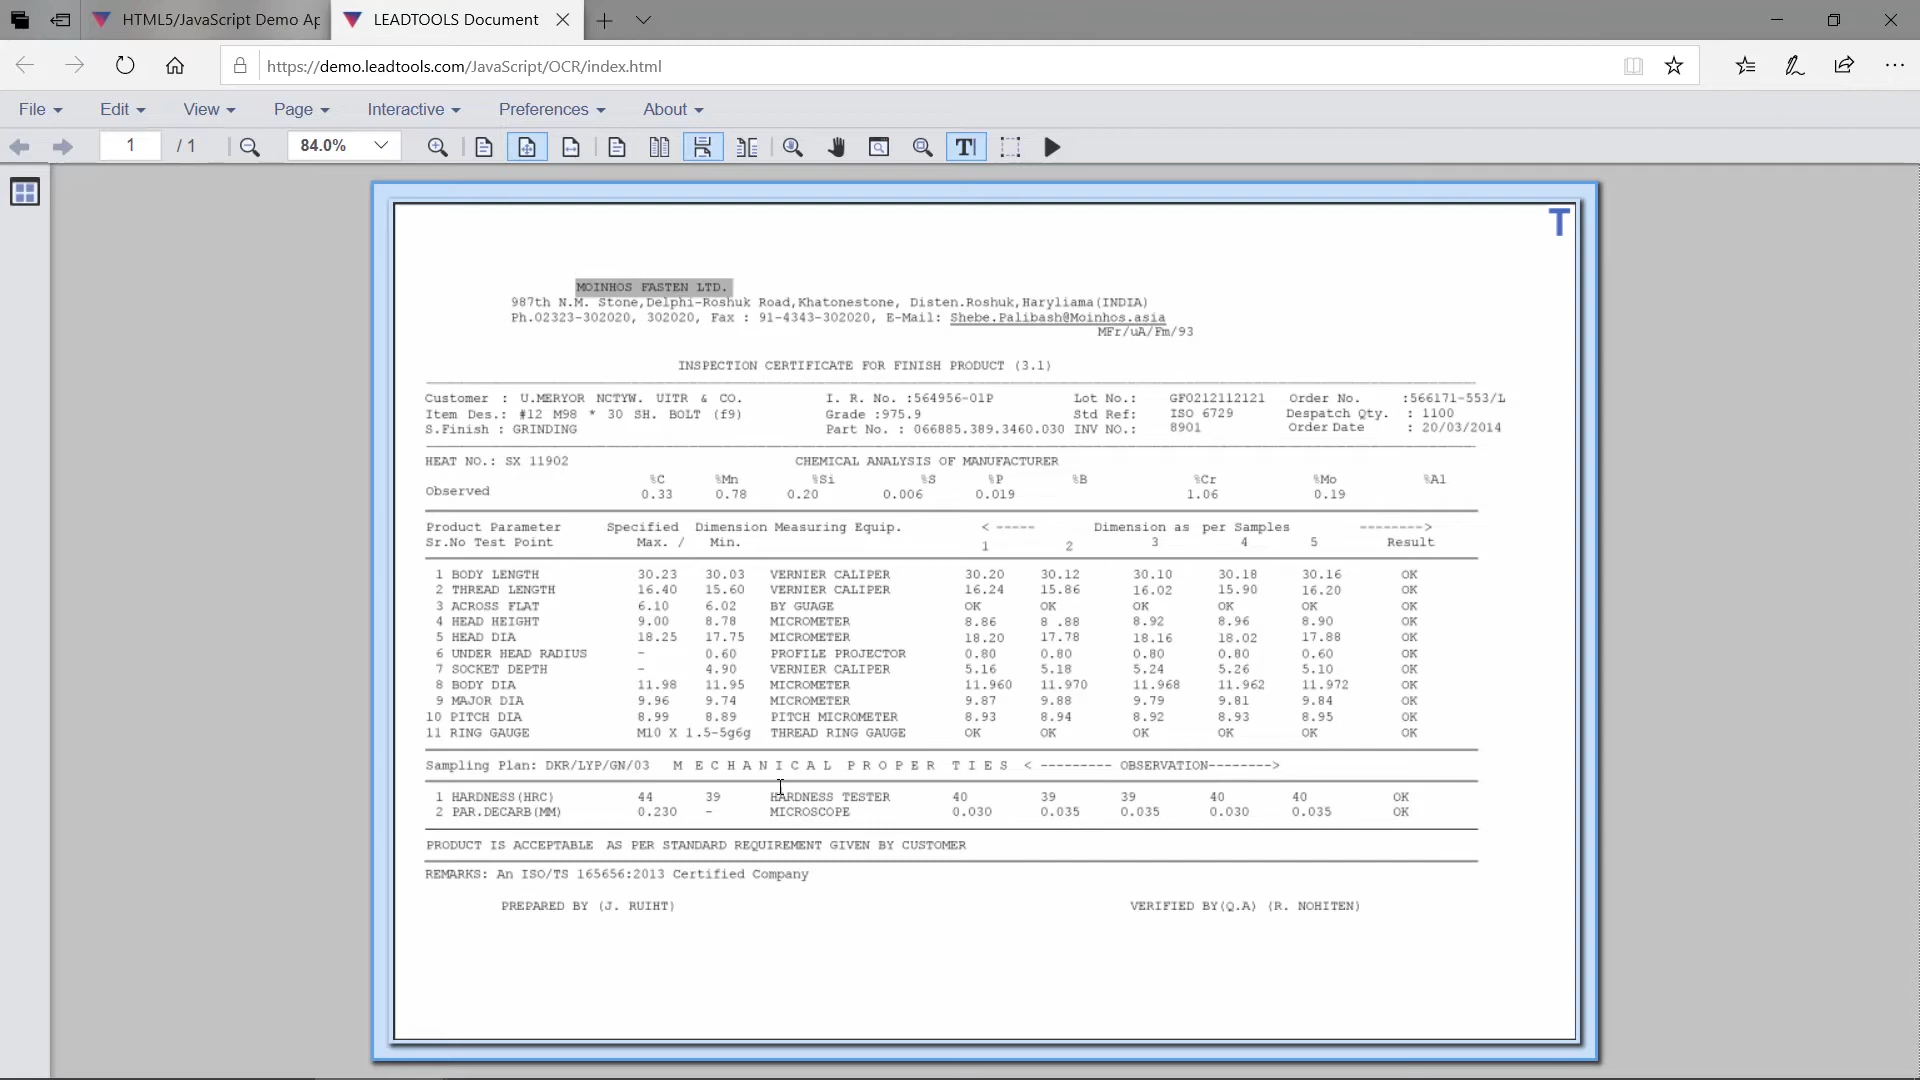 HTML5/JavaScript Demo Ap
LEADTOOLS Document
https://demo.leadtools.com/JavaScript/OCR/index.html
File Edit View Page Interactive Preferences About
1 / 1 84.0% T
T
MOINHOS FASTEN LTD.
987th N.M. Stone,Delphi-Roshuk Road,Khatonestone, Disten.Roshuk,Haryliama(INDIA)
Ph.02323-302020, 302020, Fax : 91-4343-302020, E-Mail: Shebe.Palibash@Moinhos.asia
MFr/uA/Fm/93
INSPECTION CERTIFICATE FOR FINISH PRODUCT (3.1)
Customer : U.MERYOR NCTYW. UITR & CO. I. R. No. :564956-01P Lot No.: GF0212112121 Order No. :566171-553/L
Item Des.: #12 M98 * 30 SH. BOLT (f9) Grade :975.9 Std Ref: ISO 6729 Despatch Qty. : 1100
S.Finish : GRINDING Part No. : 066885.389.3460.030 INV NO.: 8901 Order Date : 20/03/2014
HEAT NO.: SX 11902 CHEMICAL ANALYSIS OF MANUFACTURER
%C %Mn %Si %S %P %B %Cr %Mo %Al
Observed 0.33 0.78 0.20 0.006 0.019 1.06 0.19
Product Parameter Specified Dimension Measuring Equip. < ----- Dimension as per Samples -------->
Sr.No Test Point Max. / Min. 1 2 3 4 5 Result
1 BODY LENGTH 30.23 30.03 VERNIER CALIPER 30.20 30.12 30.10 30.18 30.16 OK
2 THREAD LENGTH 16.40 15.60 VERNIER CALIPER 16.24 15.86 16.02 15.90 16.20 OK
3 ACROSS FLAT 6.10 6.02 BY GUAGE OK OK OK OK OK OK
4 HEAD HEIGHT 9.00 8.78 MICROMETER 8.86 8 .88 8.92 8.96 8.90 OK
5 HEAD DIA 18.25 17.75 MICROMETER 18.20 17.78 18.16 18.02 17.88 OK
6 UNDER HEAD RADIUS - 0.60 PROFILE PROJECTOR 0.80 0.80 0.80 0.80 0.60 OK
7 SOCKET DEPTH - 4.90 VERNIER CALIPER 5.16 5.18 5.24 5.26 5.10 OK
8 BODY DIA 11.98 11.95 MICROMETER 11.960 11.970 11.968 11.962 11.972 OK
9 MAJOR DIA 9.96 9.74 MICROMETER 9.87 9.88 9.79 9.81 9.84 OK
10 PITCH DIA 8.99 8.89 PITCH MICROMETER 8.93 8.94 8.92 8.93 8.95 OK
11 RING GAUGE M10 X 1.5-5g6g THREAD RING GAUGE OK OK OK OK OK OK
Sampling Plan: DKR/LYP/GN/03 M E C H A N I C A L P R O P E R T I E S < --------- OBSERVATION-------->
1 HARDNESS(HRC) 44 39 HARDNESS TESTER 40 39 39 40 40 OK
2 PAR.DECARB(MM) 0.230 - MICROSCOPE 0.030 0.035 0.035 0.030 0.035 OK
PRODUCT IS ACCEPTABLE AS PER STANDARD REQUIREMENT GIVEN BY CUSTOMER
REMARKS: An ISO/TS 165656:2013 Certified Company
PREPARED BY (J. RUIHT) VERIFIED BY(Q.A) (R. NOHITEN)